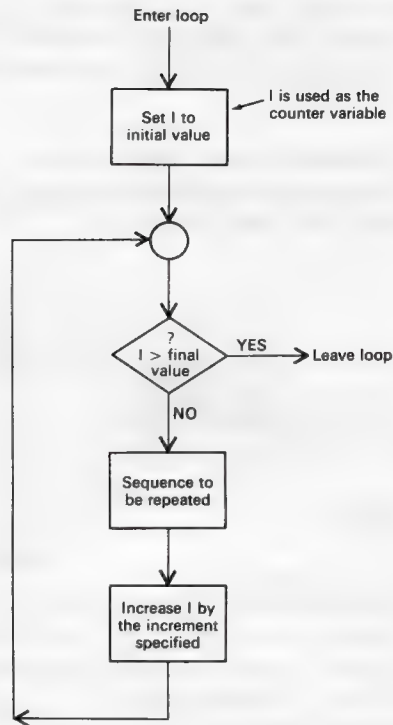 Enter loop
Set I to
initial value
I is used as the
counter variable
?
I > final
value
YES
Leave loop
NO
Sequence to
be repeated
Increase I by
the increment
specified